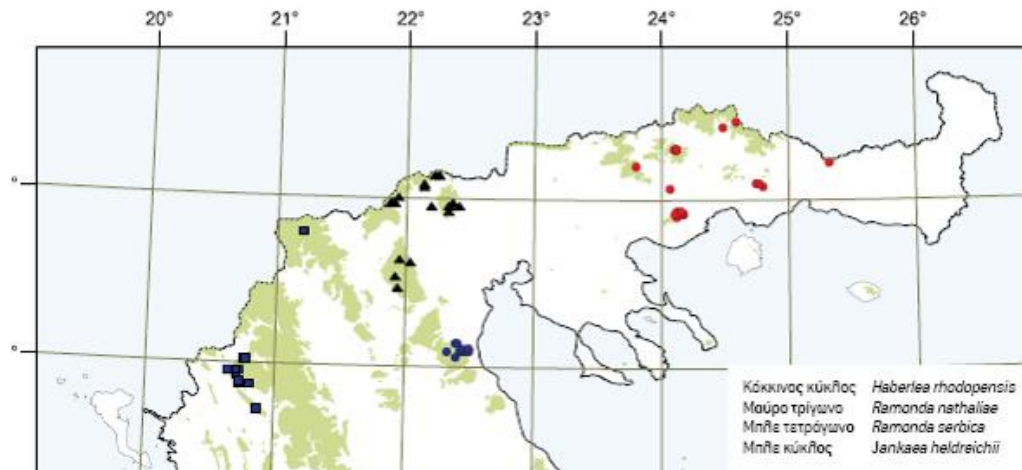 20° 21° 22° 23° 24° 25° 26°
°
°
Κόκκινος κύκλος Haberlea rhodopensis
Μαύρο τρίγωνο Ramonda nathaliae
Μπλε τετράγωνο Ramonda serbica
Μπλε κύκλος Jankaea heldreichii